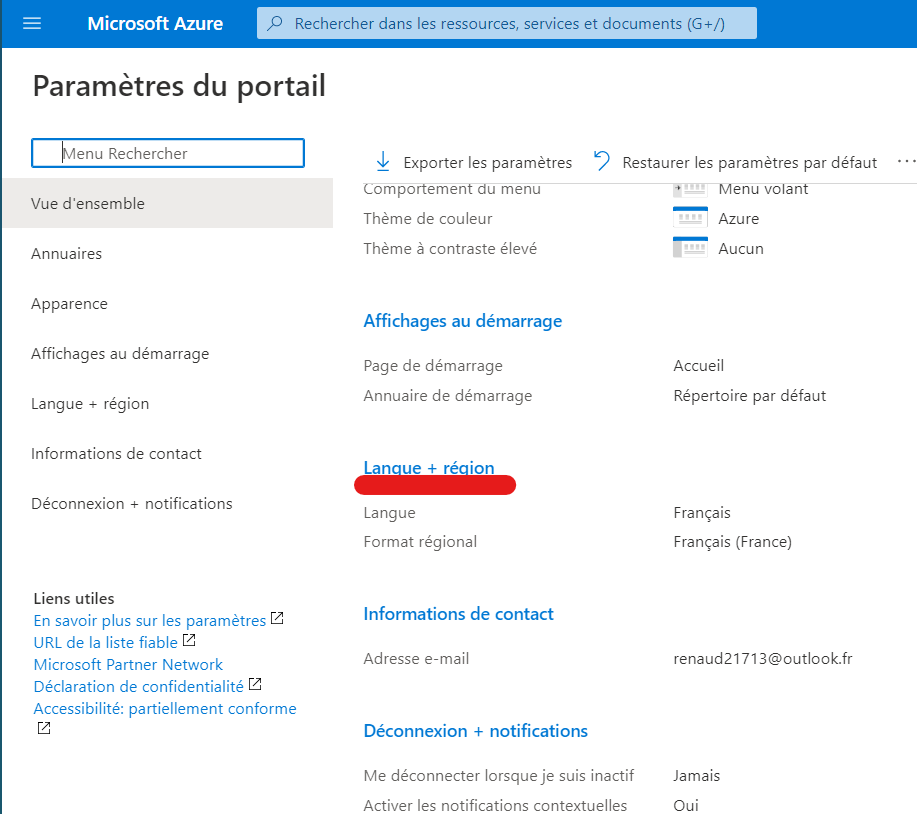 Microsoft Azure
Rechercher dans les ressources, services et documents (G+/)
Paramètres du portail
Menu Rechercher
Exporter les paramètres
Restaurer les paramètres par défaut
Vue d'ensemble
Annuaires
Apparence
Affichages au démarrage
Langue + région
Informations de contact
Déconnexion + notifications
Liens utiles
En savoir plus sur les paramètres
URL de la liste fiable
Microsoft Partner Network
Déclaration de confidentialité
Accessibilité: partiellement conforme
Comportement du menu Menu volant
Thème de couleur Azure
Thème à contraste élevé Aucun
Affichages au démarrage
Page de démarrage Accueil
Annuaire de démarrage Répertoire par défaut
Langue + région
Langue Français
Format régional Français (France)
Informations de contact
Adresse e-mail renaud21713@outlook.fr
Déconnexion + notifications
Me déconnecter lorsque je suis inactif Jamais
Activer les notifications contextuelles Oui